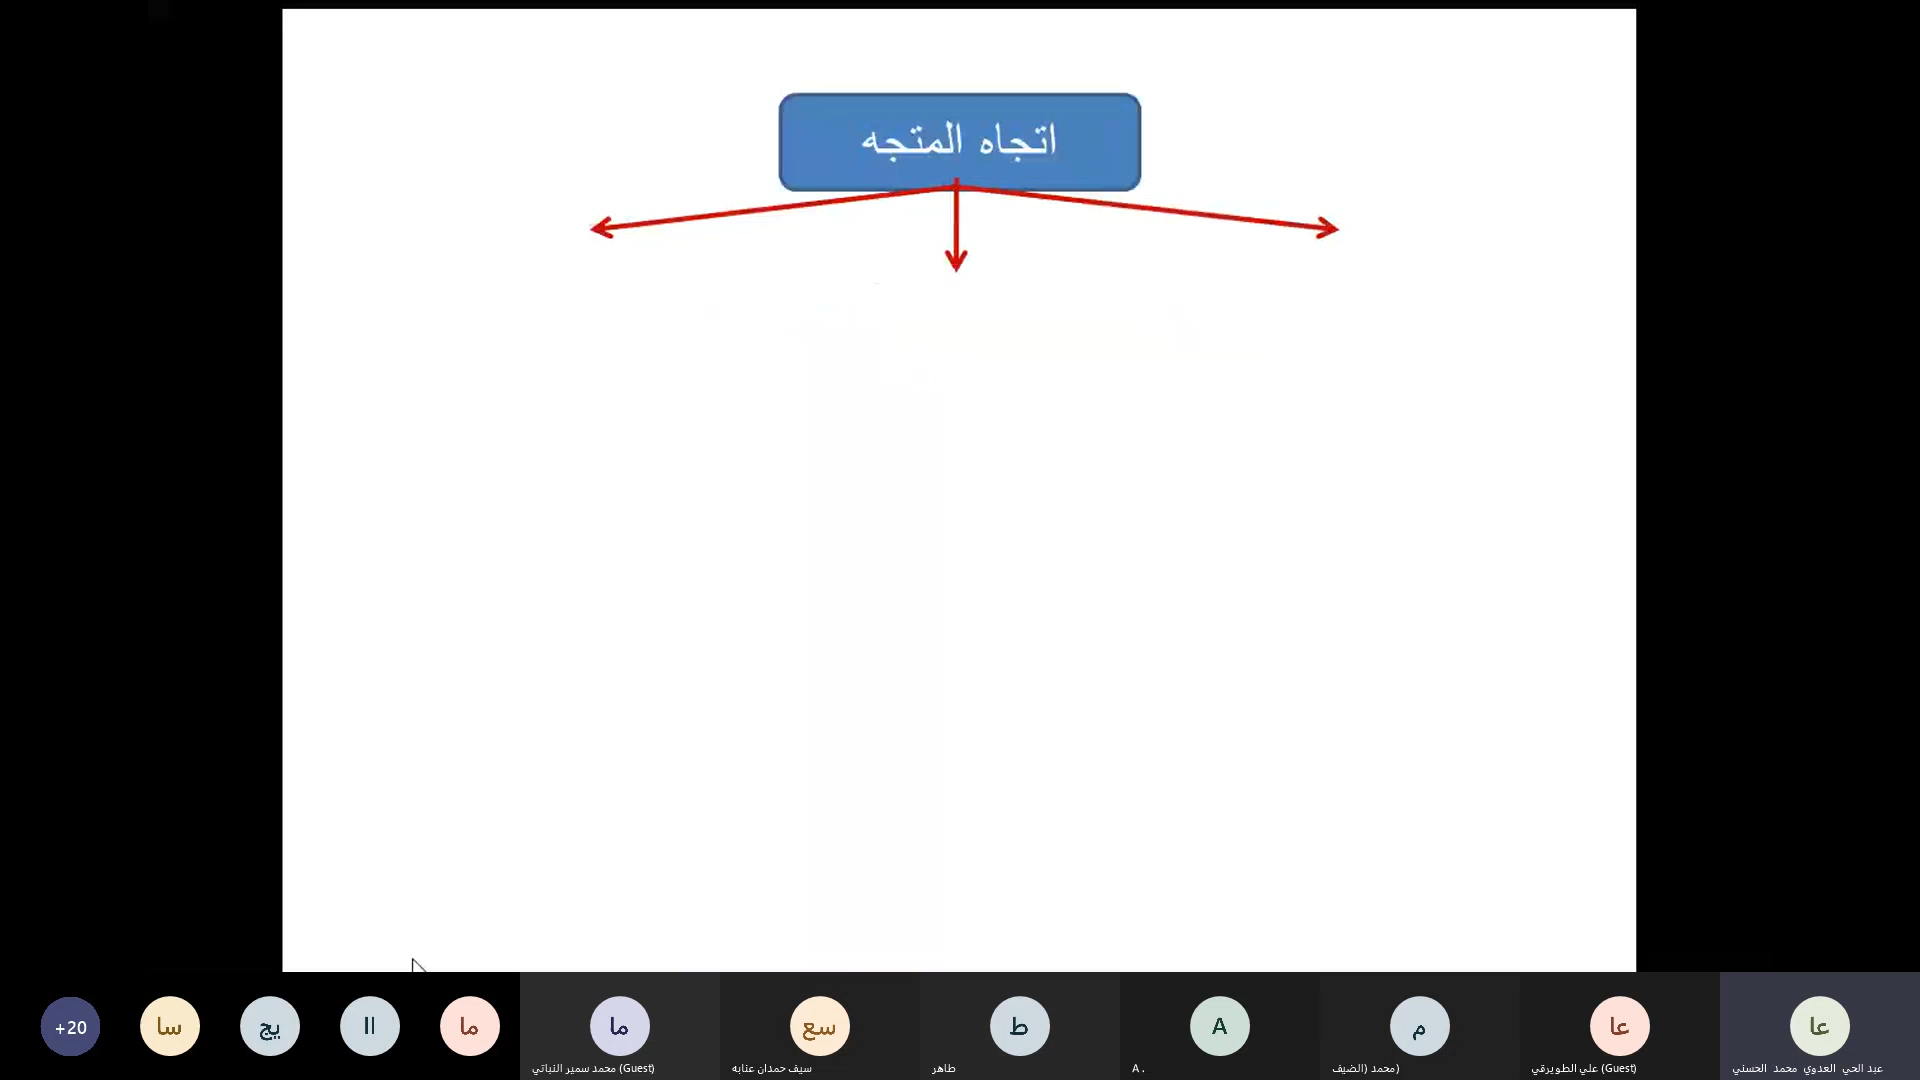 اتجاه المتجه
+20
سا
يج
اا
ما
ما
محمد سمير النباتي (Guest)
سع
سيف حمدان عنابه
ط
طاهر
A
A .
م
محمد (الضيف)
عا
علي الطويرقي (Guest)
عا
عبد الحي العدوي محمد الحسني